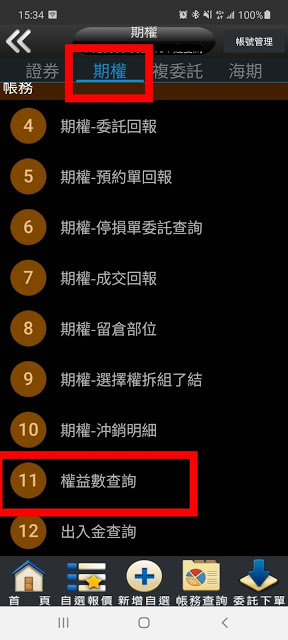 15:34 100%
期權
帳號管理
證券 期權 複委託 海期
帳務
4 期權-委託回報
5 期權-預約單回報
6 期權-停損單委託查詢
7 期權-成交回報
8 期權-留倉部位
9 期權-選擇權拆組了結
10 期權-沖銷明細
11 權益數查詢
12 出入金查詢
首 頁 自選報價 新增自選 帳務查詢 委託下單